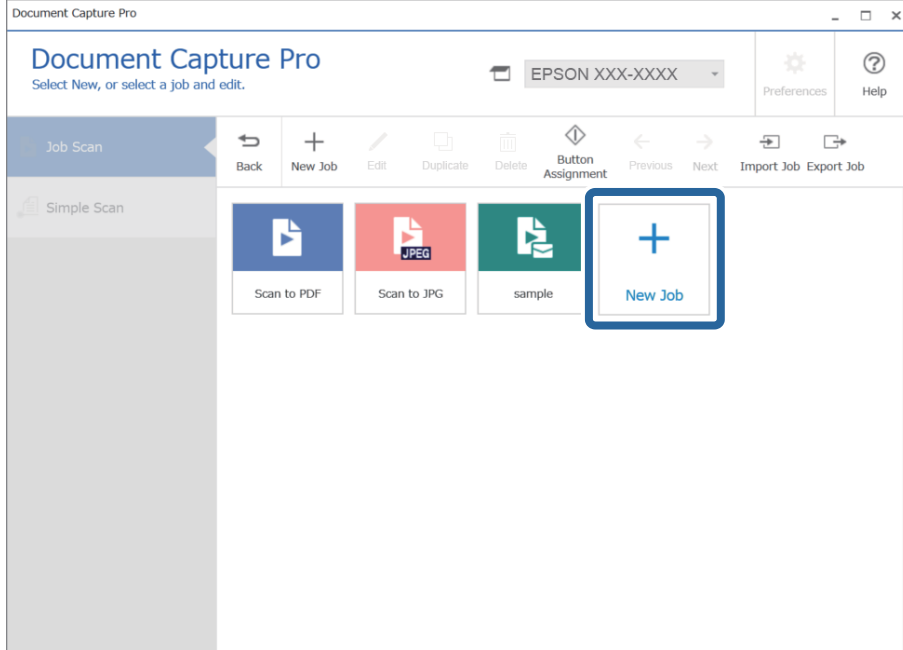 Document Capture Pro
Document Capture Pro
Select New, or select a job and edit.
EPSON XXX-XXXX
Preferences
Help
Job Scan
Simple Scan
Back
New Job
Edit
Duplicate
Delete
Button
Assignment
Previous
Next
Import Job
Export Job
JPEG
Scan to PDF
Scan to JPG
sample
New Job